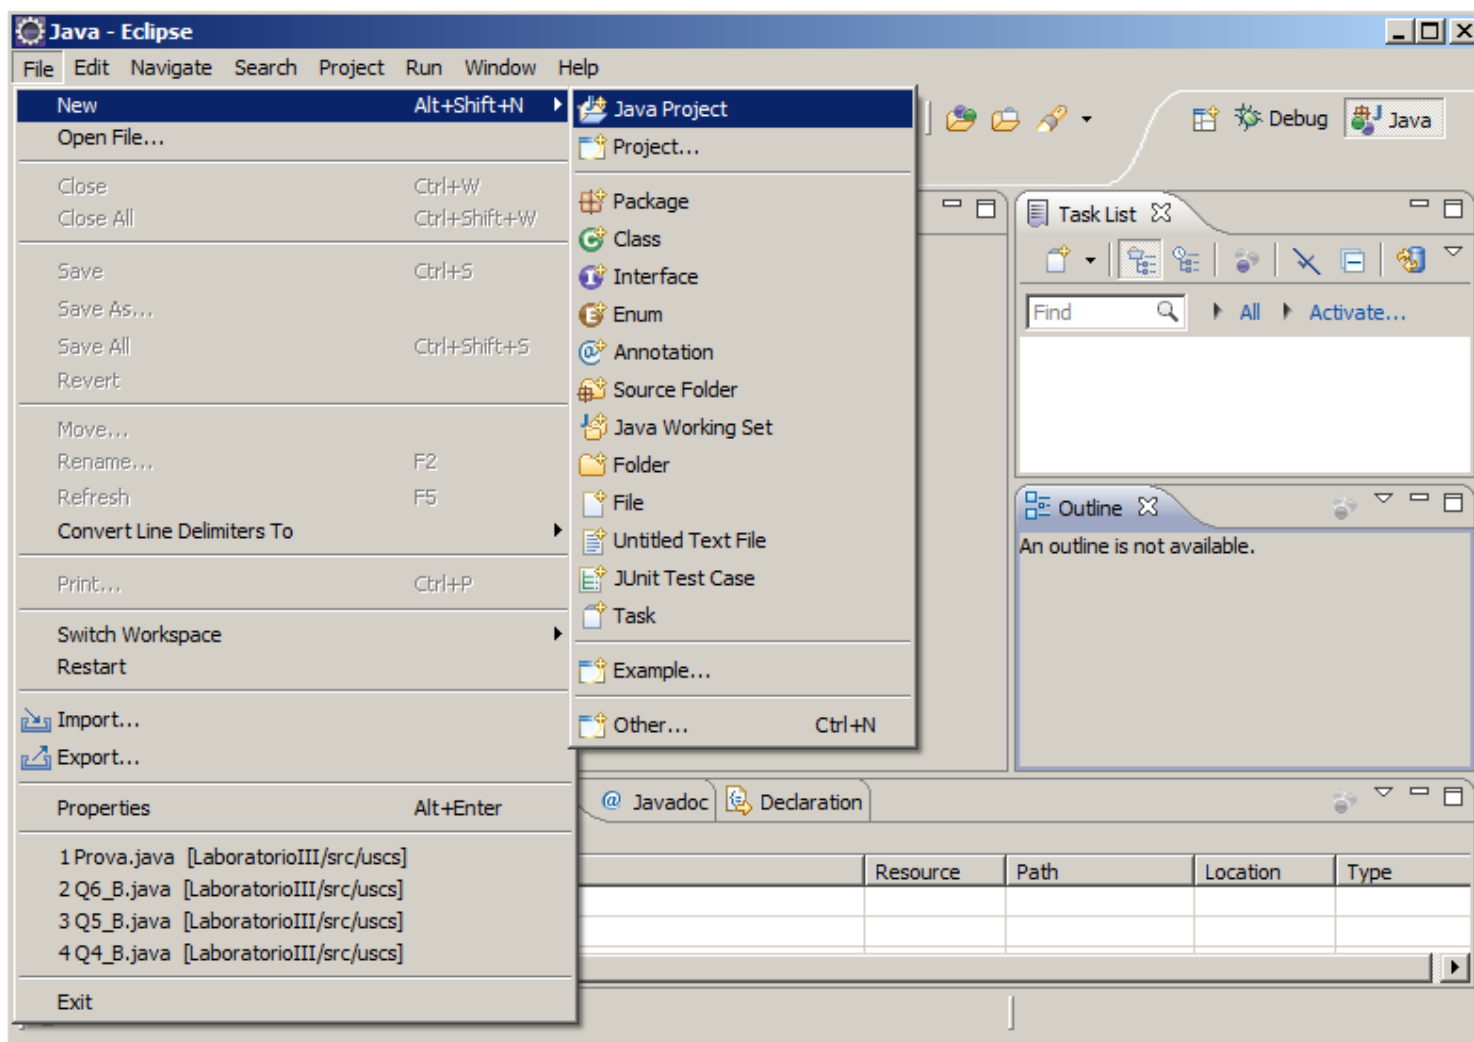 Java - Eclipse
File Edit Navigate Search Project Run Window Help
New Alt+Shift+N
Open File...
Close Ctrl+W
Close All Ctrl+Shift+W
Save Ctrl+S
Save As...
Save All Ctrl+Shift+S
Revert
Move...
Rename... F2
Refresh F5
Convert Line Delimiters To
Print... Ctrl+P
Switch Workspace
Restart
Import...
Export...
Properties Alt+Enter
1 Prova.java [LaboratorioIII/src/uscs]
2 Q6_B.java [LaboratorioIII/src/uscs]
3 Q5_B.java [LaboratorioIII/src/uscs]
4 Q4_B.java [LaboratorioIII/src/uscs]
Exit
Java Project
Project...
Package
Class
Interface
Enum
Annotation
Source Folder
Java Working Set
Folder
File
Untitled Text File
JUnit Test Case
Task
Example...
Other... Ctrl+N
Debug Java
Task List
Find All Activate...
Outline
An outline is not available.
@ Javadoc Declaration
Resource Path Location Type